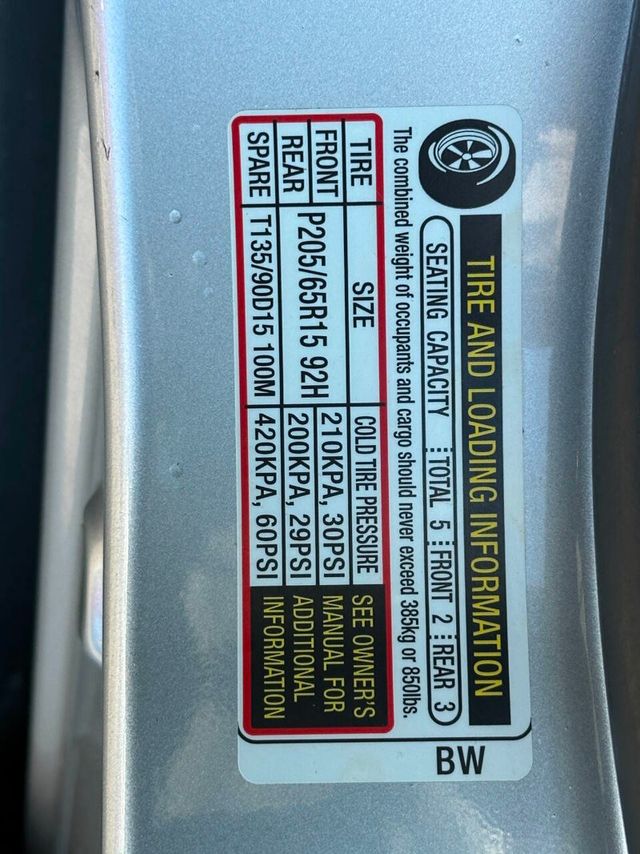 TIRE AND LOADING INFORMATION
SEATING CAPACITY TOTAL 5 FRONT 2 REAR 3
The combined weight of occupants and cargo should never exceed 385kg or 850lbs.
TIRE SIZE COLD TIRE PRESSURE
FRONT P205/65R15 92H 210KPA, 30PSI
REAR 200KPA, 29PSI
SPARE T135/90D15 100M 420KPA, 60PSI
SEE OWNER'S
MANUAL FOR
ADDITIONAL
INFORMATION
BW